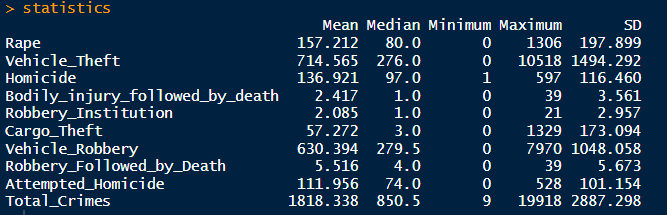 > statistics
Mean Median Minimum Maximum SD
Rape 157.212 80.0 0 1306 197.899
Vehicle_Theft 714.565 276.0 0 10518 1494.292
Homicide 136.921 97.0 1 597 116.460
Bodily_injury_followed_by_death 2.417 1.0 0 39 3.561
Robbery_Institution 2.085 1.0 0 21 2.957
Cargo_Theft 57.272 3.0 0 1329 173.094
Vehicle_Robbery 630.394 279.5 0 7970 1048.058
Robbery_Followed_by_Death 5.516 4.0 0 39 5.673
Attempted_Homicide 111.956 74.0 0 528 101.154
Total_Crimes 1818.338 850.5 9 19918 2887.298